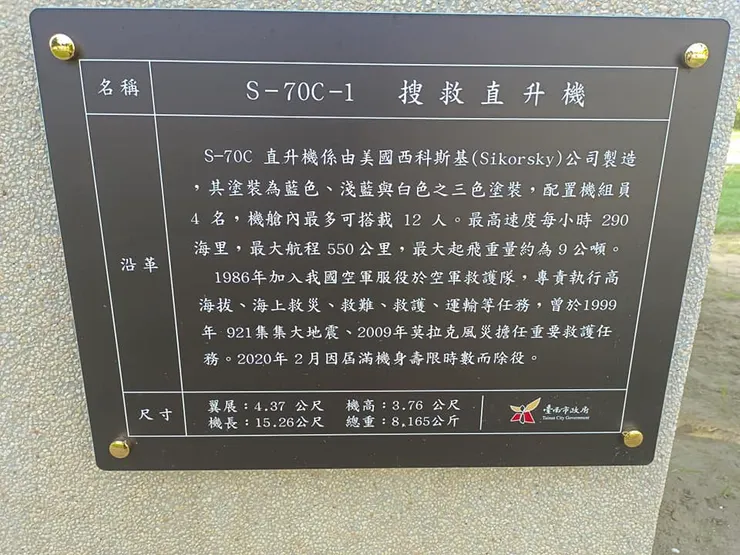 名稱
S-70C-1 搜救直升機
沿革
S-70C 直升機係由美國西科斯基(Sikorsky)公司製造
，其塗裝為藍色、淺藍與白色之三色塗裝，配置機組員
4 名，機艙內最多可搭載 12 人。最高速度每小時 290
海里，最大航程 550 公里，最大起飛重量約為 9 公噸。
1986年加入我國空軍服役於空軍救護隊，專責執行高
海拔、海上救災、救難、救護、運輸等任務，曾於1999
年 921集集大地震、2009年莫拉克風災擔任重要救護任
務。2020年 2 月因屆滿機身壽限時數而除役。
尺寸
翼展：4.37 公尺 機高：3.76 公尺
機長：15.26公尺 總重：8,165公斤
臺南市政府
Tainan City Government